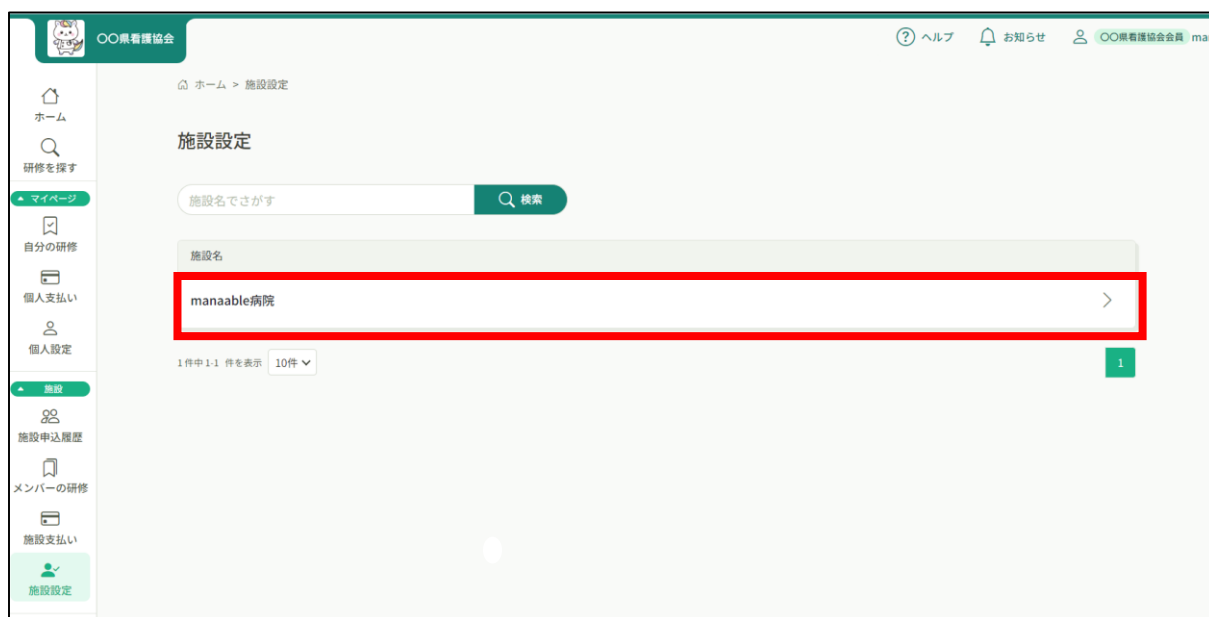 〇〇県看護協会
ヘルプ
お知らせ
〇〇県看護協会会員
ホーム > 施設設定
ホーム
研修を探す
マイページ
自分の研修
個人支払い
個人設定
施設
施設申込履歴
メンバーの研修
施設支払い
施設設定
施設設定
施設名でさがす
検索
施設名
manaable病院
1 件中 1-1 件を表示
10件
1